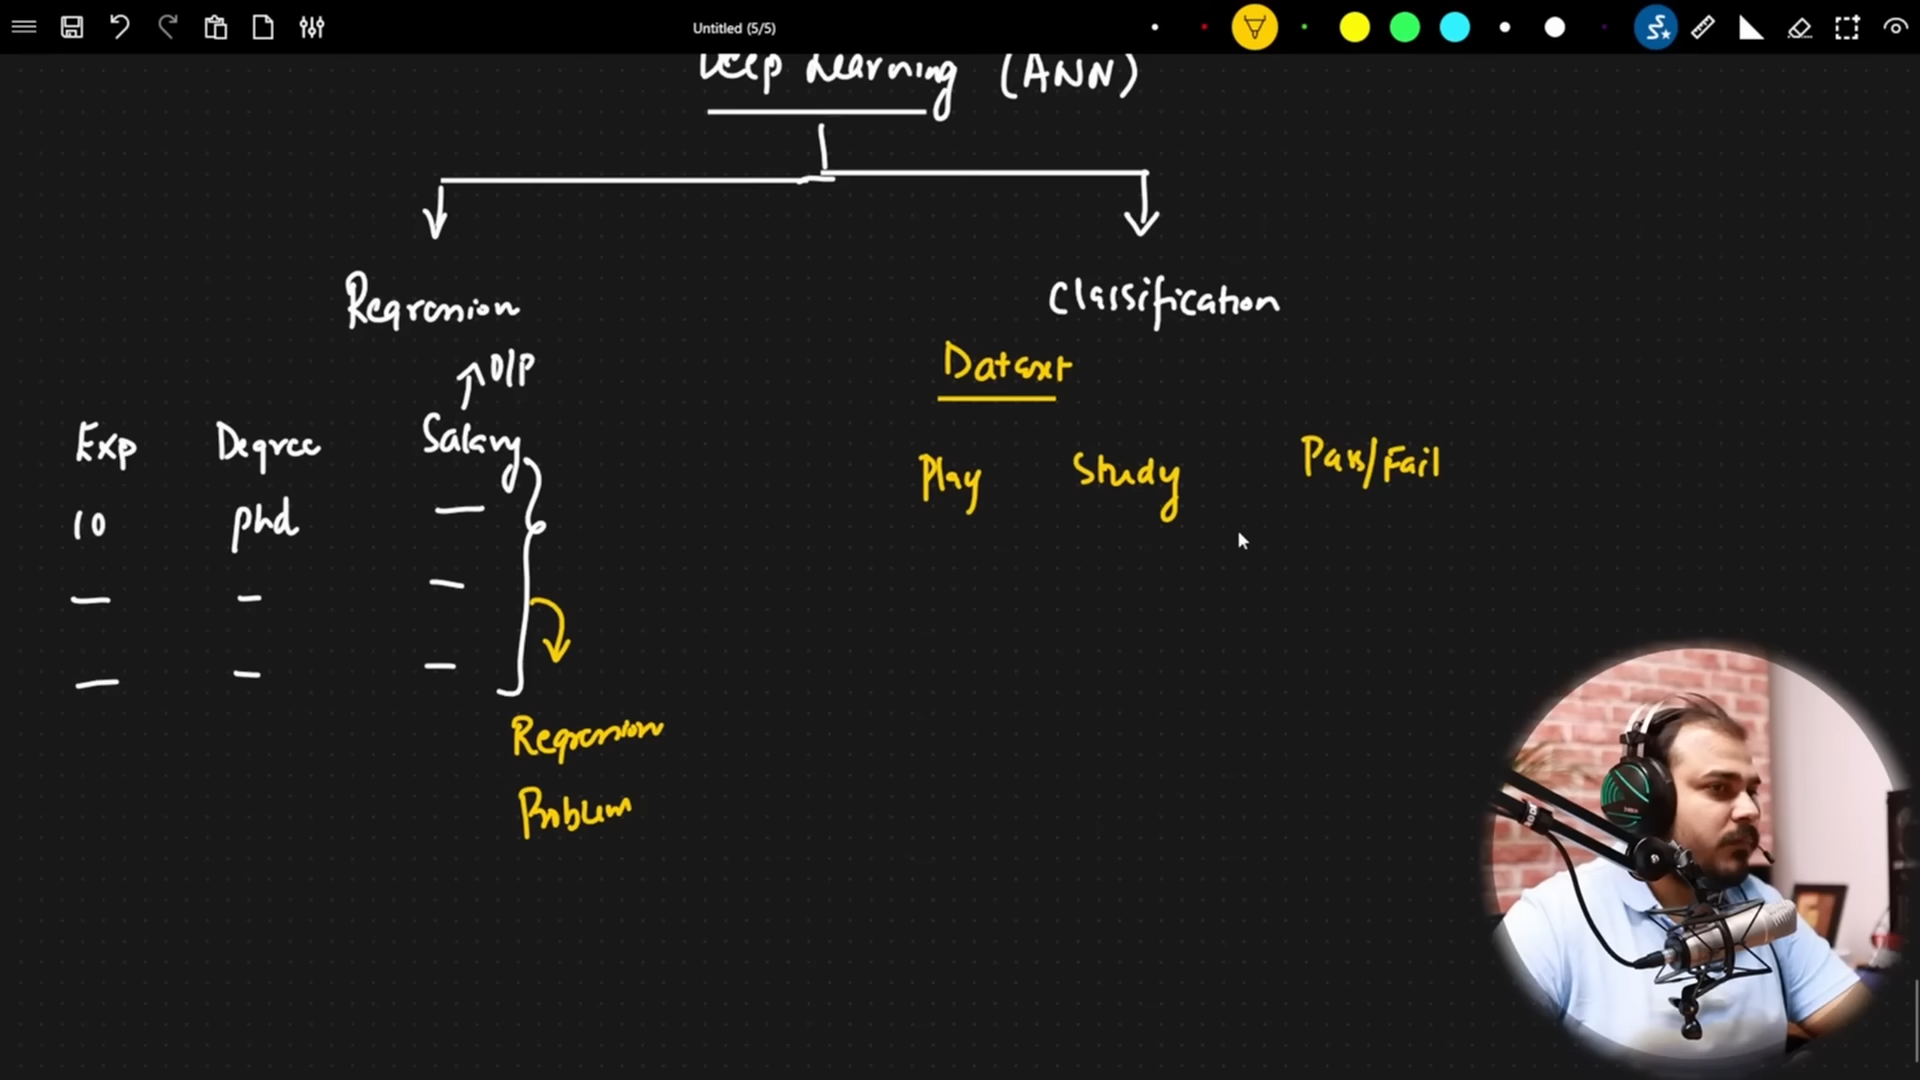 Untitled (5/5)
Deep Learning (ANN)
Regression
Classification
O/P
Dataset
Exp Degree Salary
Play Study Pass/Fail
10 phd —
— - —
— - —
Regression
Problem